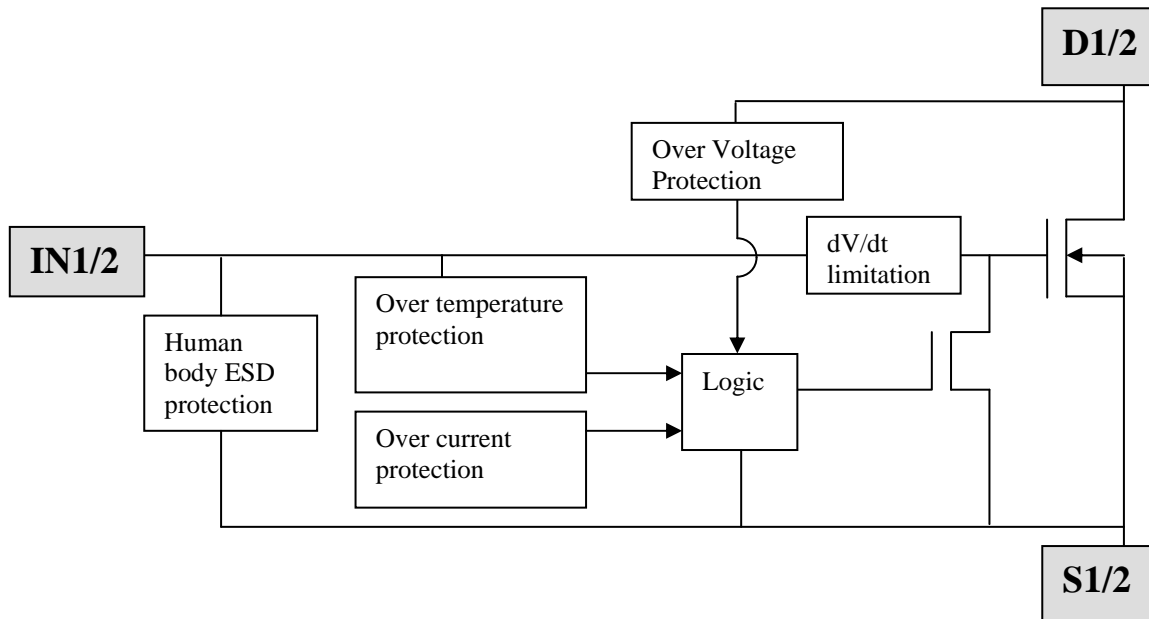 D1/2
Over Voltage
Protection
IN1/2
dV/dt
limitation
Over temperature
protection
Human
body ESD
protection
Logic
Over current
protection
S1/2